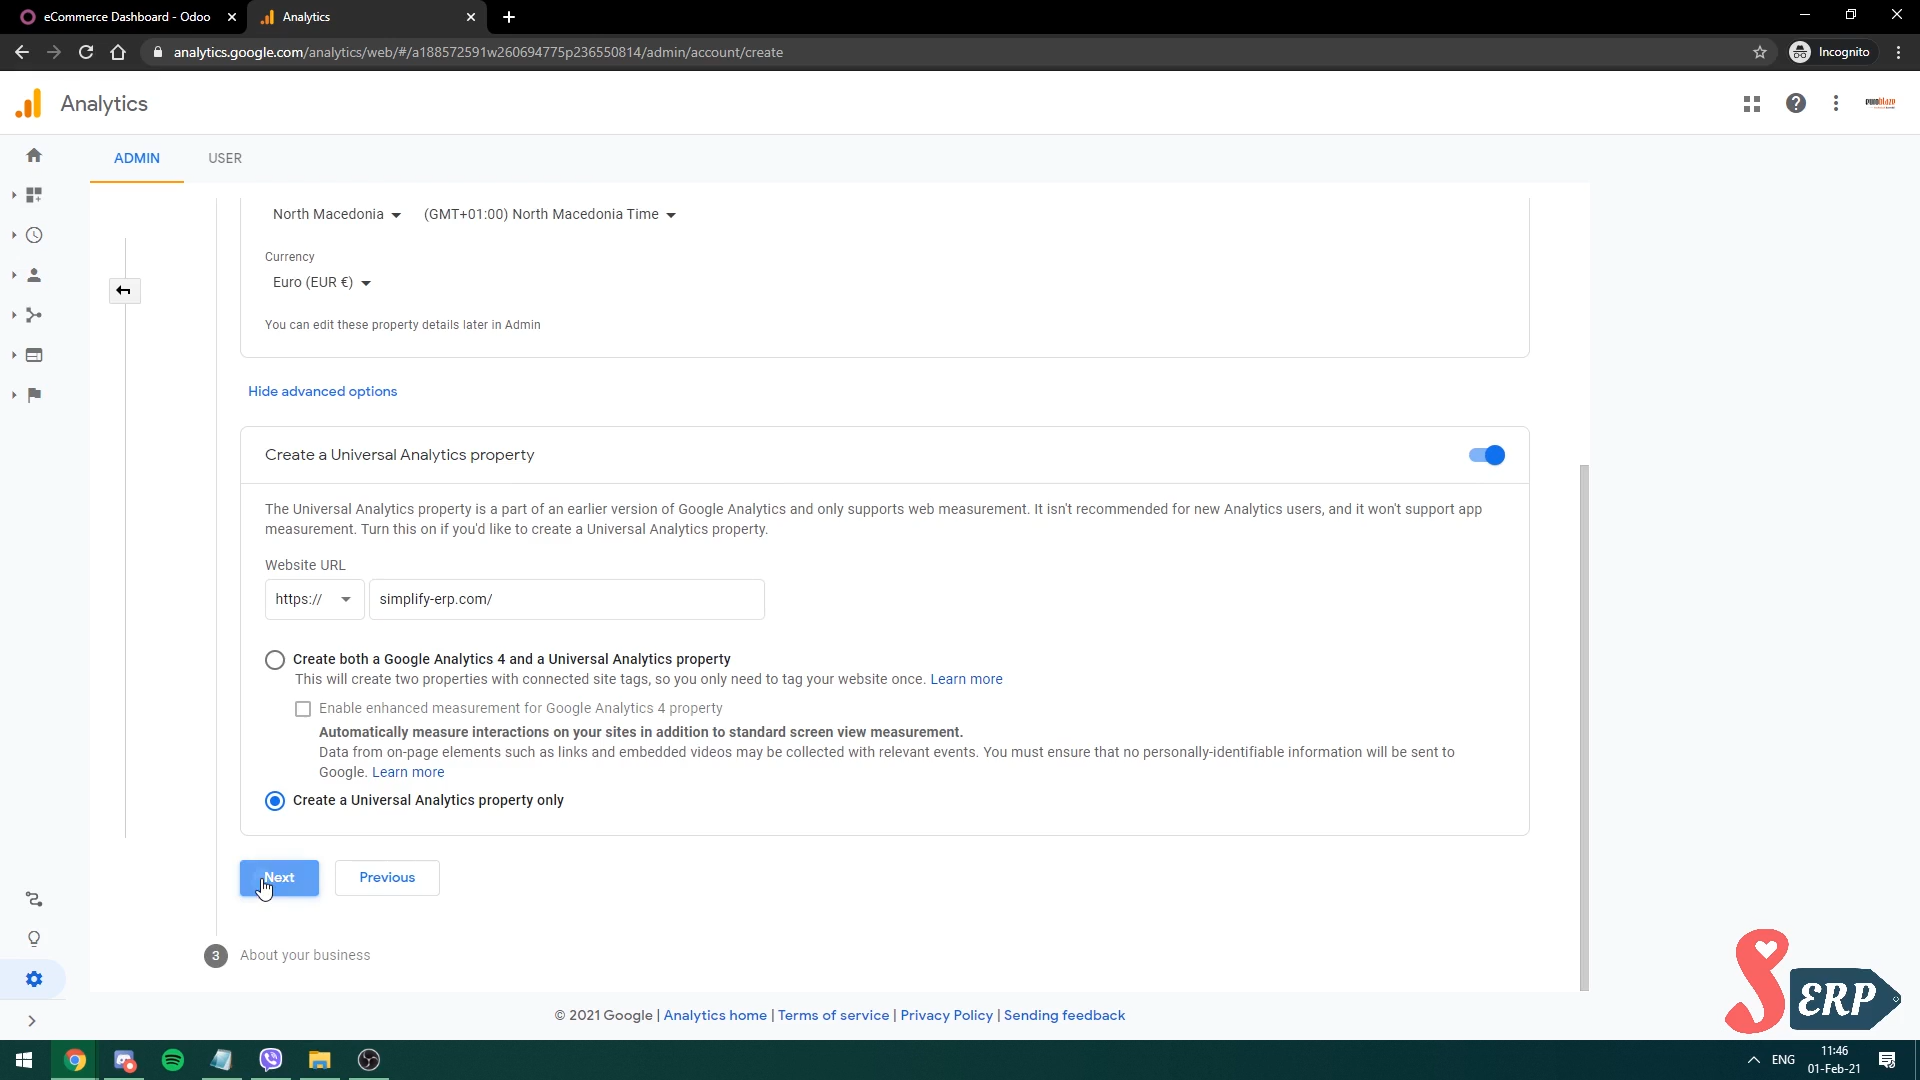 eCommerce Dashboard - Odoo
Analytics
analytics.google.com/analytics/web/#/a188572591w260694775p236550814/admin/account/create
Incognito
Analytics
ADMIN
USER
North Macedonia
(GMT+01:00) North Macedonia Time
Currency
Euro (EUR €)
You can edit these property details later in Admin
Hide advanced options
Create a Universal Analytics property
The Universal Analytics property is a part of an earlier version of Google Analytics and only supports web measurement. It isn't recommended for new Analytics users, and it won't support app
measurement. Turn this on if you'd like to create a Universal Analytics property.
Website URL
https://
simplify-erp.com/
Create both a Google Analytics 4 and a Universal Analytics property
This will create two properties with connected site tags, so you only need to tag your website once. Learn more
Enable enhanced measurement for Google Analytics 4 property
Automatically measure interactions on your sites in addition to standard screen view measurement.
Data from on-page elements such as links and embedded videos may be collected with relevant events. You must ensure that no personally-identifiable information will be sent to
Google. Learn more
Create a Universal Analytics property only
Next
Previous
3
About your business
S ERP
© 2021 Google | Analytics home | Terms of service | Privacy Policy | Sending feedback
ENG
11:46
01-Feb-21